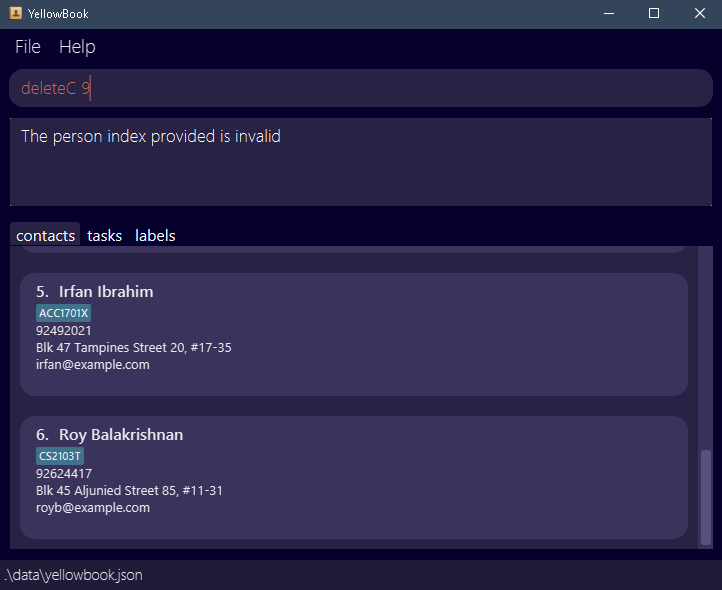 YellowBook
File Help
deleteC 9
The person index provided is invalid
contacts tasks labels
5. Irfan Ibrahim
ACC1701X
92492021
Blk 47 Tampines Street 20, #17-35
irfan@example.com
6. Roy Balakrishnan
CS2103T
92624417
Blk 45 Aljunied Street 85, #11-31
royb@example.com
.\data\yellowbook.json